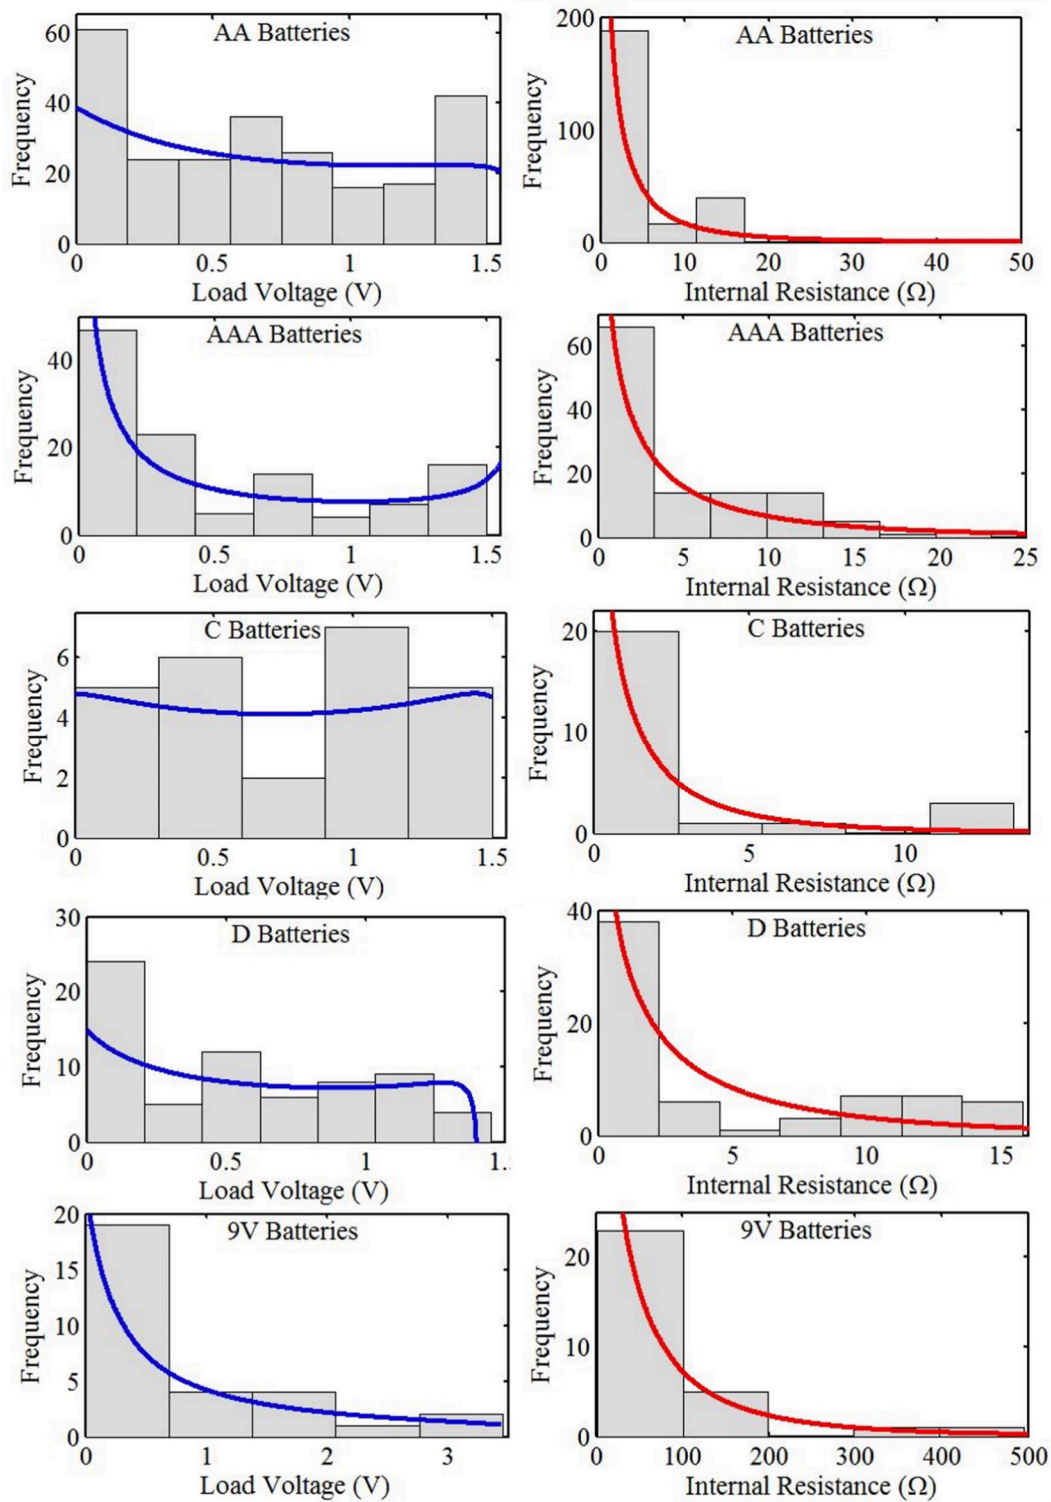 AA Batteries
Frequency
60
40
20
0
0 0.5 1 1.5
Load Voltage (V)
AA Batteries
Frequency
200
100
0
0 10 20 30 40 50
Internal Resistance (Ω)
AAA Batteries
Frequency
40
20
0
0 0.5 1 1.5
Load Voltage (V)
AAA Batteries
Frequency
60
40
20
0
0 5 10 15 20 25
Internal Resistance (Ω)
C Batteries
Frequency
6
4
2
0
0 0.5 1 1.5
Load Voltage (V)
C Batteries
Frequency
20
10
0
0 5 10
Internal Resistance (Ω)
D Batteries
Frequency
30
20
10
0
0 0.5 1 1.
Load Voltage (V)
D Batteries
Frequency
40
20
0
0 5 10 15
Internal Resistance (Ω)
9V Batteries
Frequency
20
15
10
5
0
0 1 2 3
Load Voltage (V)
9V Batteries
Frequency
20
10
0
0 100 200 300 400 500
Internal Resistance (Ω)